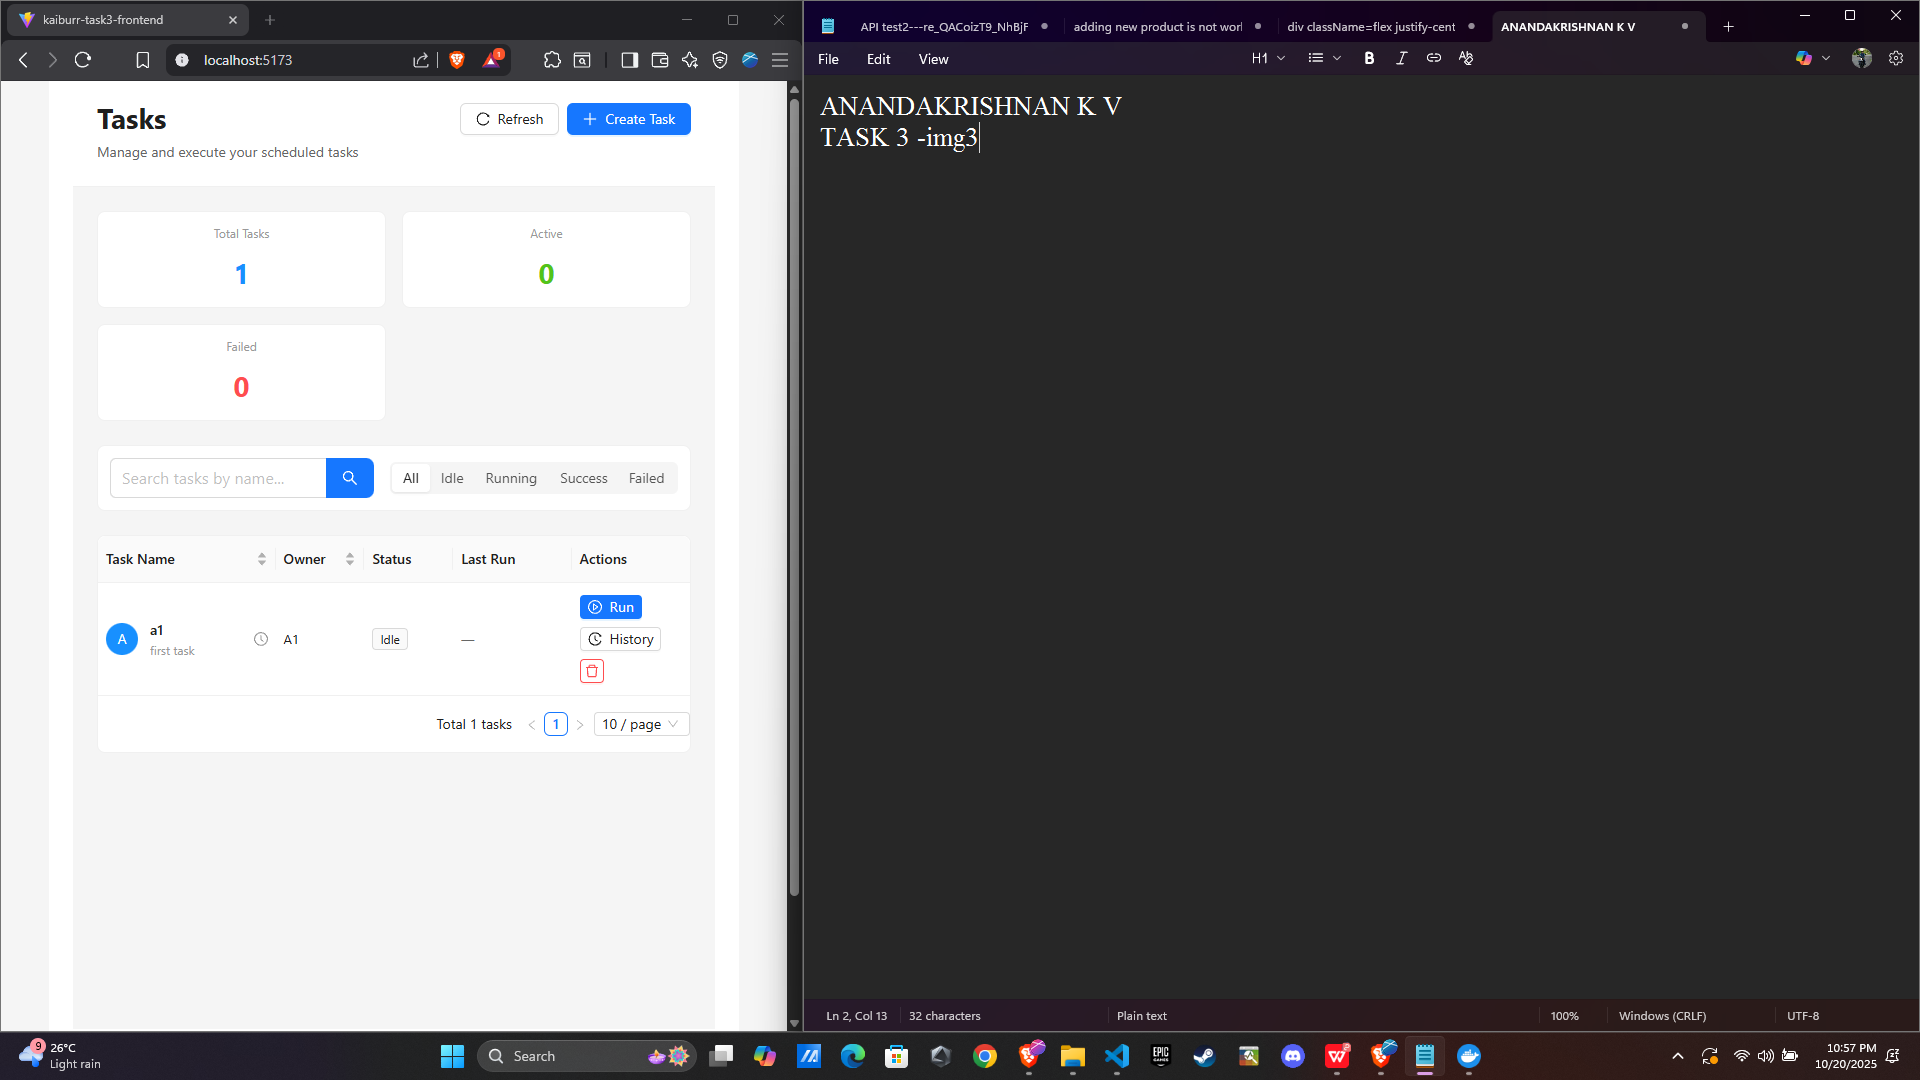 kaiburr-task3-frontend
localhost:5173
1
Tasks
Refresh
Create Task
Manage and execute your scheduled tasks
Total Tasks
1
Active
0
Failed
0
Search tasks by name...
All Idle Running Success Failed
Task Name Owner Status Last Run Actions
A
a1
first task
A1
Idle
—
Run
History
Total 1 tasks
1
10 / page
API test2---re_QACoizT9_NhBjF
adding new product is not worl
div className=flex justify-cent
ANANDAKRISHNAN K V
File Edit View
H1
B I
ANANDAKRISHNAN K V
TASK 3 -img3
Ln 2, Col 13 32 characters Plain text 100% Windows (CRLF) UTF-8
9
26°C
Light rain
Search
EPIC GAMES
10:57 PM
10/20/2025